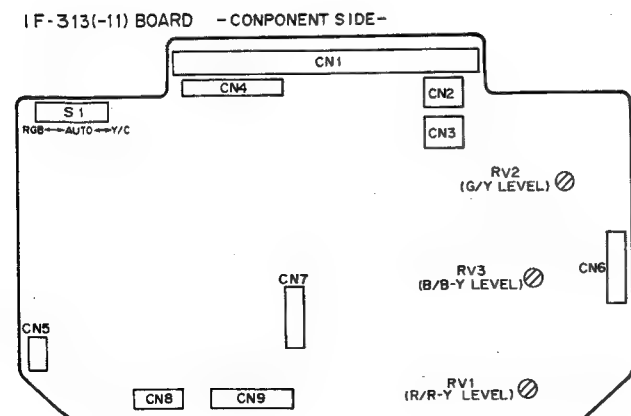 IF-313(-11) BOARD -CONPONENT SIDE-
CN1
CN4
CN2
S1
RGB↔AUTO↔Y/C
CN3
RV2
(G/Y LEVEL)
RV3
(B/B-Y LEVEL)
CN6
CN7
CN5
RV1
(R/R-Y LEVEL)
CN8
CN9